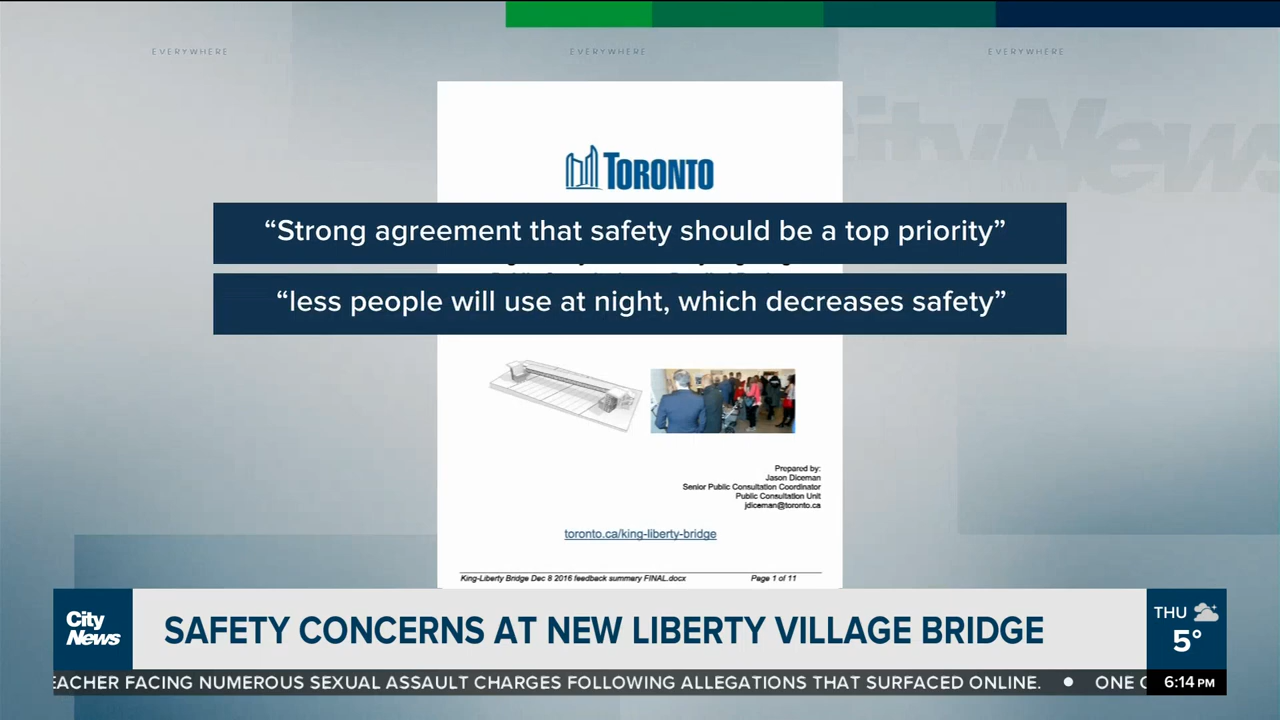 EVERYWHERE EVERYWHERE EVERYWHERE
CityNews
TORONTO
“Strong agreement that safety should be a top priority”
“less people will use at night, which decreases safety”
Prepared by:
Jason Diceman
Senior Public Consultation Coordinator
Public Consultation Unit
jdiceman@toronto.ca
toronto.ca/king-liberty-bridge
King-Liberty Bridge Dec 8 2016 feedback summary FINAL.docx Page 1 of 11
City
News
SAFETY CONCERNS AT NEW LIBERTY VILLAGE BRIDGE
THU
5°
EACHER FACING NUMEROUS SEXUAL ASSAULT CHARGES FOLLOWING ALLEGATIONS THAT SURFACED ONLINE. • ONE
6:14 PM